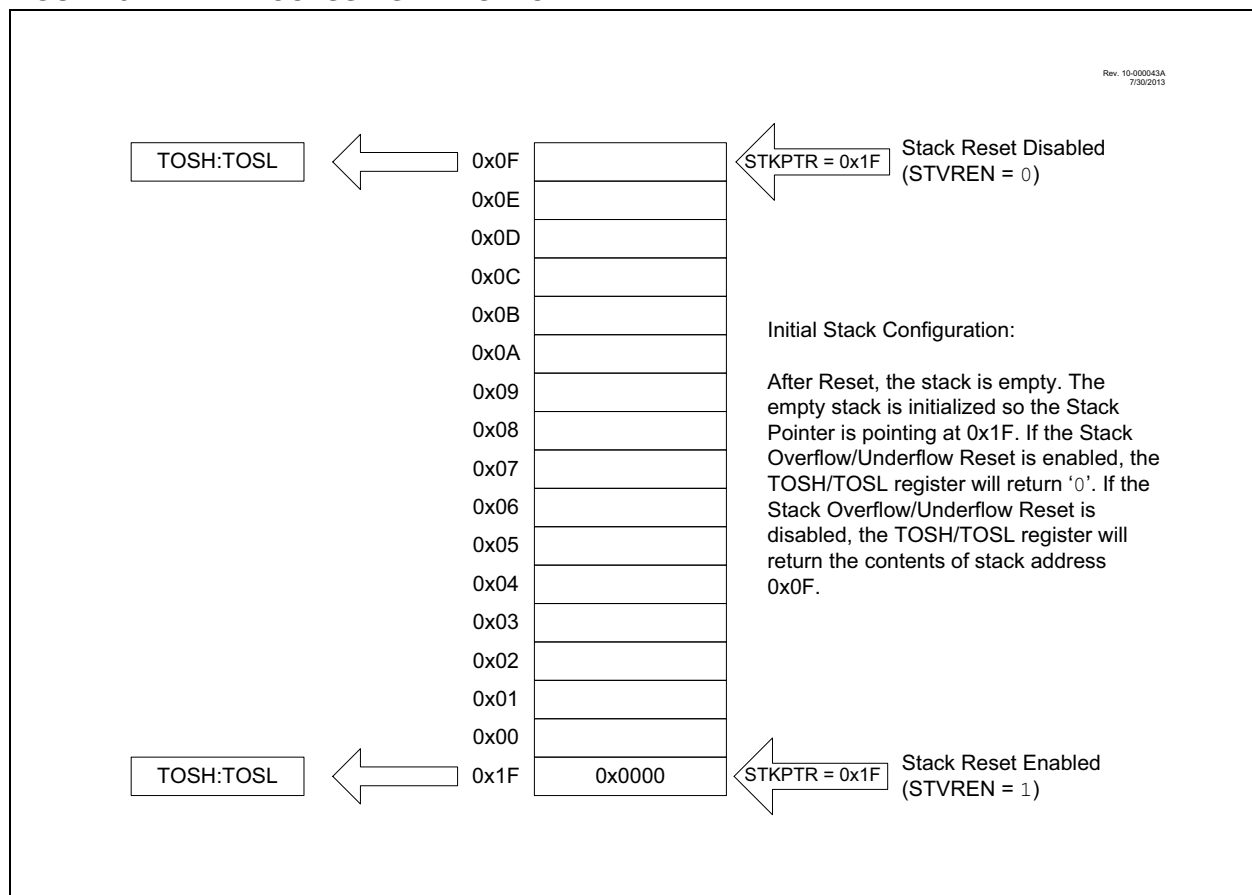 Rev. 10-000043A
7/30/2013
TOSH:TOSL
0x0F
STKPTR = 0x1F
Stack Reset Disabled
(STVREN = 0)
0x0E
0x0D
0x0C
0x0B
0x0A
0x09
0x08
0x07
0x06
0x05
0x04
0x03
0x02
0x01
0x00
Initial Stack Configuration:
After Reset, the stack is empty. The
empty stack is initialized so the Stack
Pointer is pointing at 0x1F. If the Stack
Overflow/Underflow Reset is enabled, the
TOSH/TOSL register will return ‘0’. If the
Stack Overflow/Underflow Reset is
disabled, the TOSH/TOSL register will
return the contents of stack address
0x0F.
TOSH:TOSL
0x1F
0x0000
STKPTR = 0x1F
Stack Reset Enabled
(STVREN = 1)